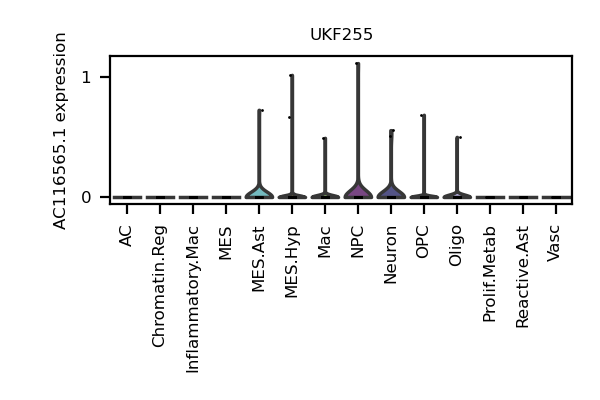 UKF255
AC116565.1 expression
1
0
AC
Chromatin.Reg
Inflammatory.Mac
MES
MES.Ast
MES.Hyp
Mac
NPC
Neuron
OPC
Oligo
Prolif.Metab
Reactive.Ast
Vasc